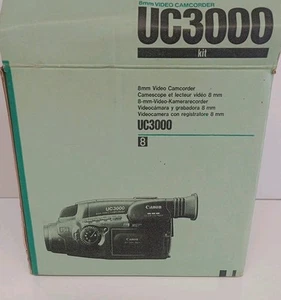 8mm VIDEO CAMCORDER
UC3000
kit
8mm Video Camcorder
Camescope et lecteur vidéo 8 mm
8-mm-Video-Kamerarecorder
Videocámara y grabadora 8 mm
Videocamera con registratore 8 mm
UC3000
8
UC3000
Canon
Canon